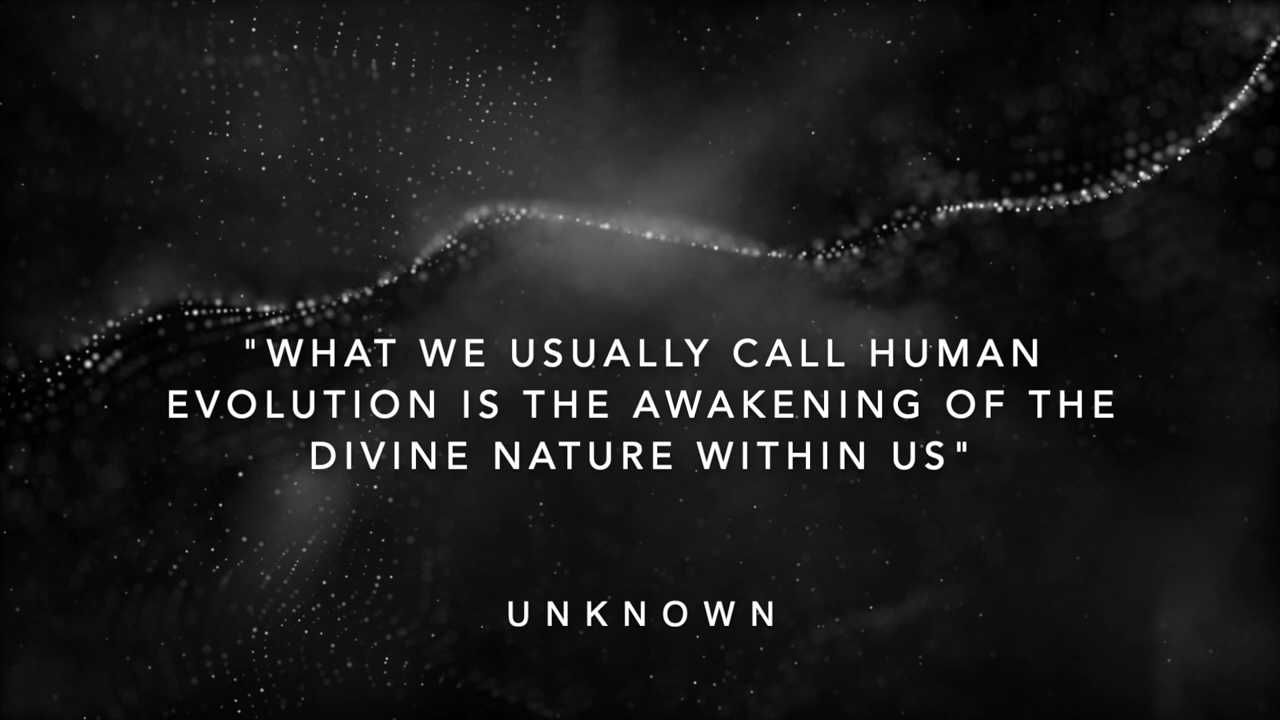 "WHAT WE USUALLY CALL HUMAN
EVOLUTION IS THE AWAKENING OF THE
DIVINE NATURE WITHIN US"
UNKNOWN